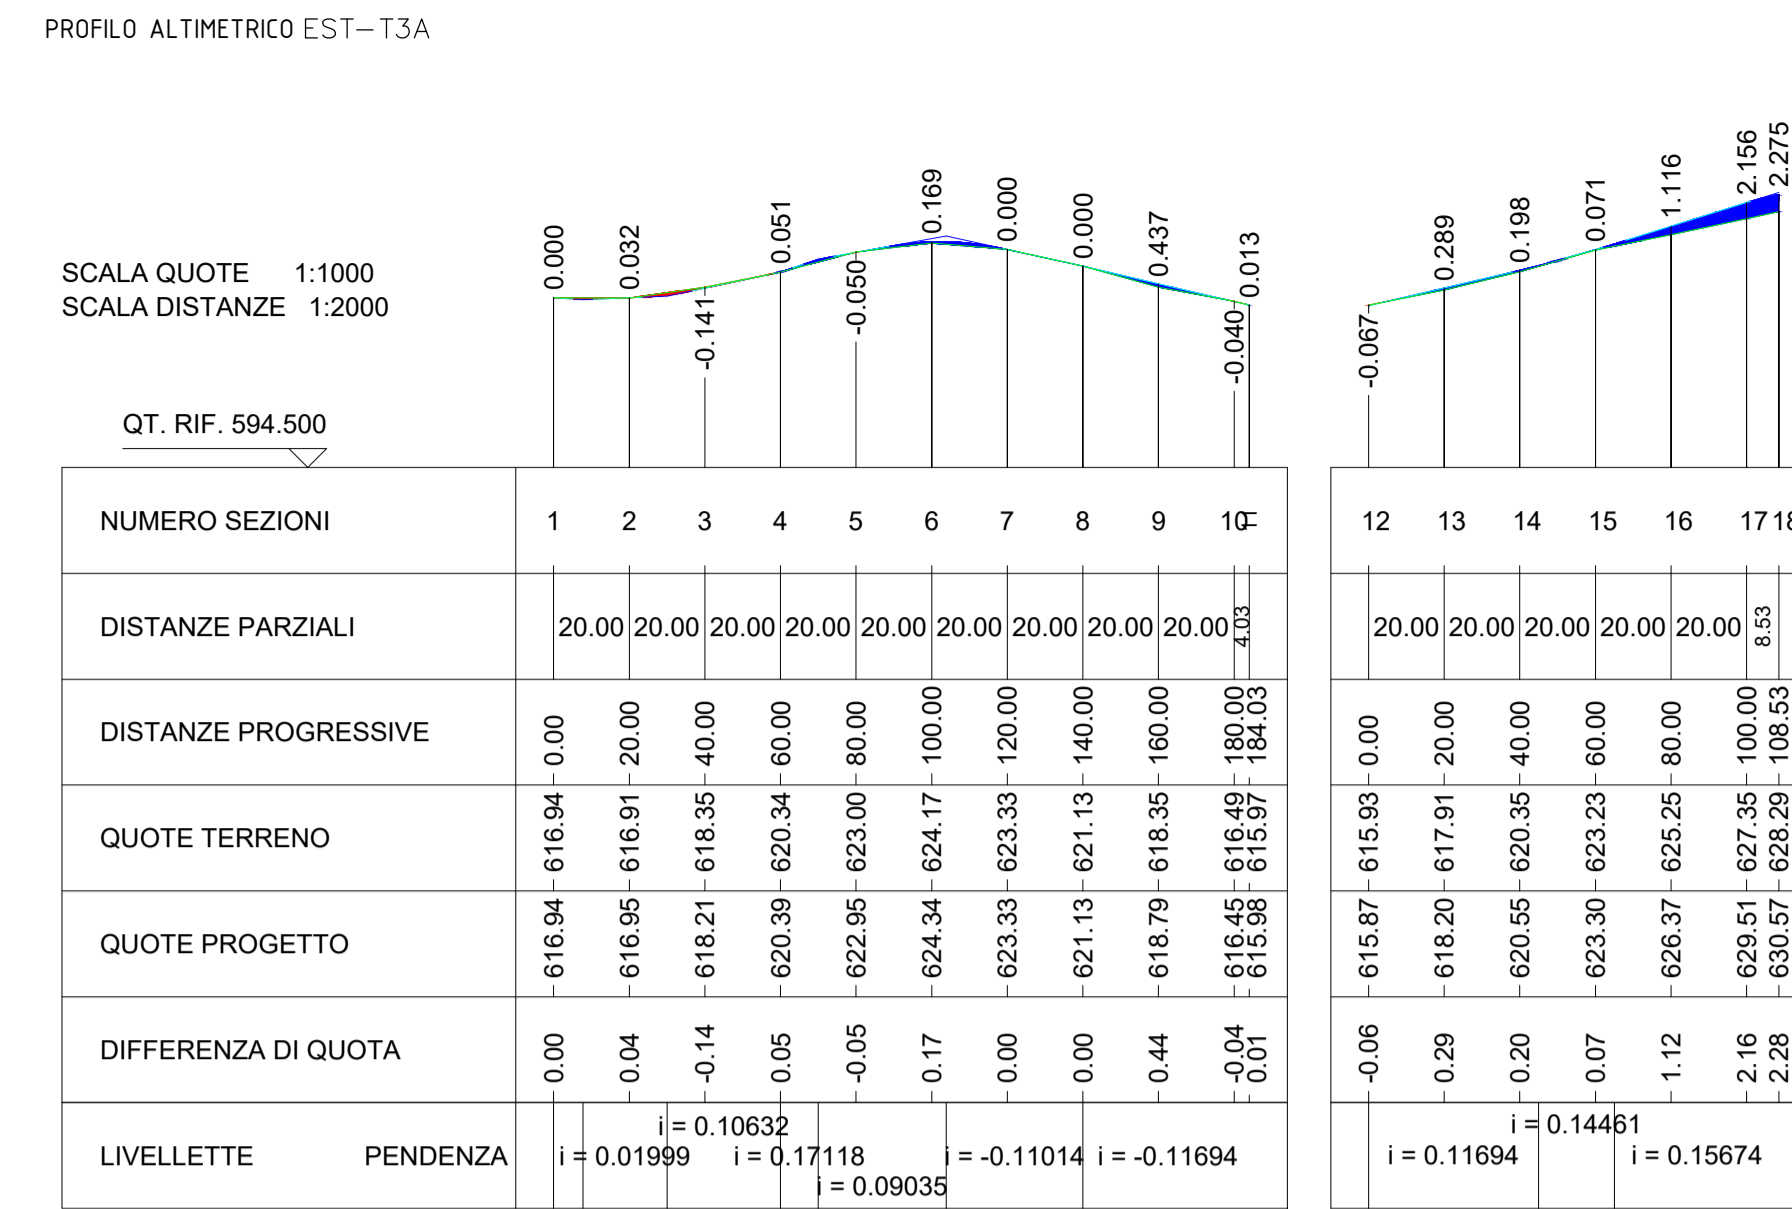 PROFILO ALTIMETRICO EST-T3A
0.000 0.032 -0.141 0.051 -0.050 0.169 0.000 0.000 0.437 -0.040 0.013 -0.067 0.289 0.198 0.071 1.116 2.156 2.275
SCALA QUOTE 1:1000
SCALA DISTANZE 1:2000
QT. RIF. 594.500
NUMERO SEZIONI 1 2 3 4 5 6 7 8 9 10 12 13 14 15 16 17 18
DISTANZE PARZIALI 20.00 20.00 20.00 20.00 20.00 20.00 20.00 20.00 20.00 4.03 20.00 20.00 20.00 20.00 20.00 8.53
DISTANZE PROGRESSIVE 0.00 20.00 40.00 60.00 80.00 100.00 120.00 140.00 160.00 180.00 184.03 0.00 20.00 40.00 60.00 80.00 100.00 108.53
QUOTE TERRENO 616.94 616.91 618.35 620.34 623.00 624.17 623.33 621.13 618.35 616.49 615.97 615.93 617.91 620.35 623.23 625.25 627.35 628.29
QUOTE PROGETTO 616.94 616.95 618.21 620.39 622.95 624.34 623.33 621.13 618.79 616.45 615.98 615.87 618.20 620.55 623.30 626.37 629.51 630.57
DIFFERENZA DI QUOTA 0.00 0.04 -0.14 0.05 -0.05 0.17 0.00 0.00 0.44 -0.04 0.01 -0.06 0.29 0.20 0.07 1.12 2.16 2.28
i = 0.10632 i = 0.14461
LIVELLETTE PENDENZA i = 0.01999 i = 0.17118 i = -0.11014 i = -0.11694 i = 0.11694 i = 0.15674
i = 0.09035